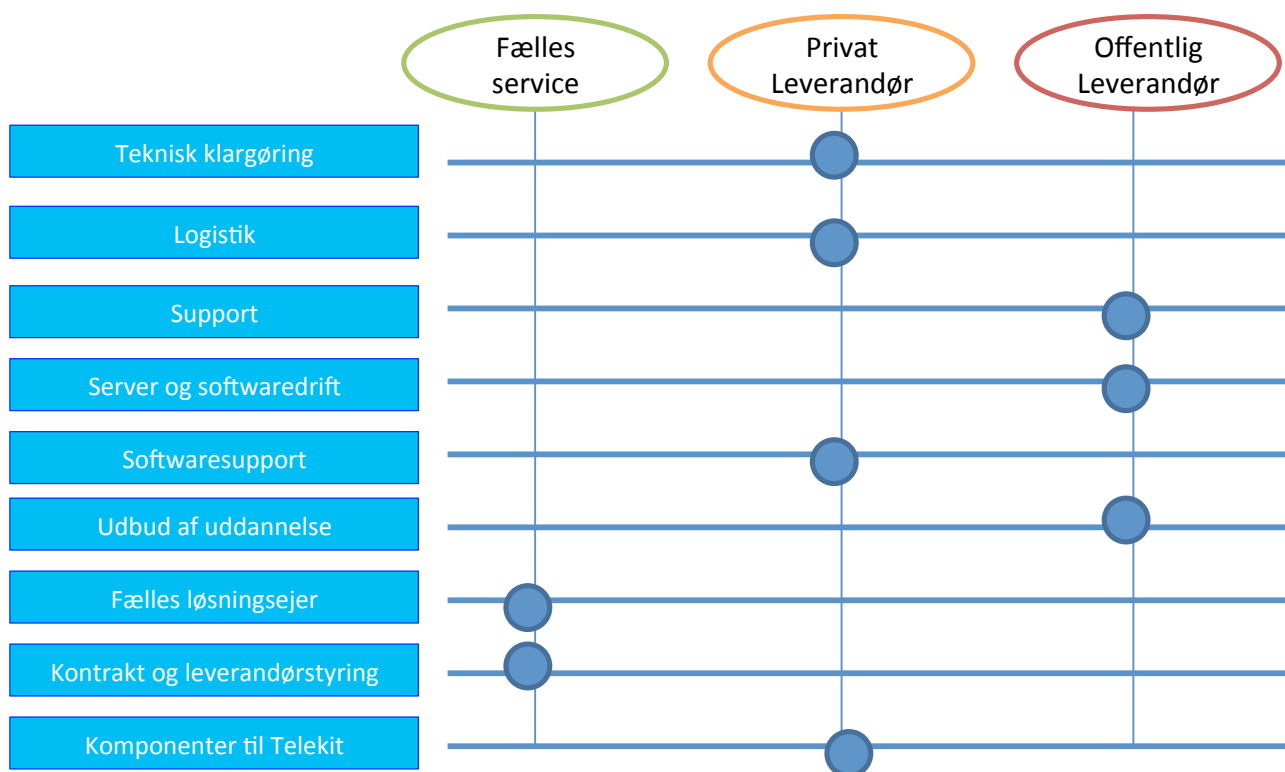 Fælles
service
Privat
Leverandør
Offentlig
Leverandør
Teknisk klargøring
Logistik
Support
Server og softwaredrift
Softwaresupport
Udbud af uddannelse
Fælles løsningsejer
Kontrakt og leverandørstyring
Komponenter til Telekit